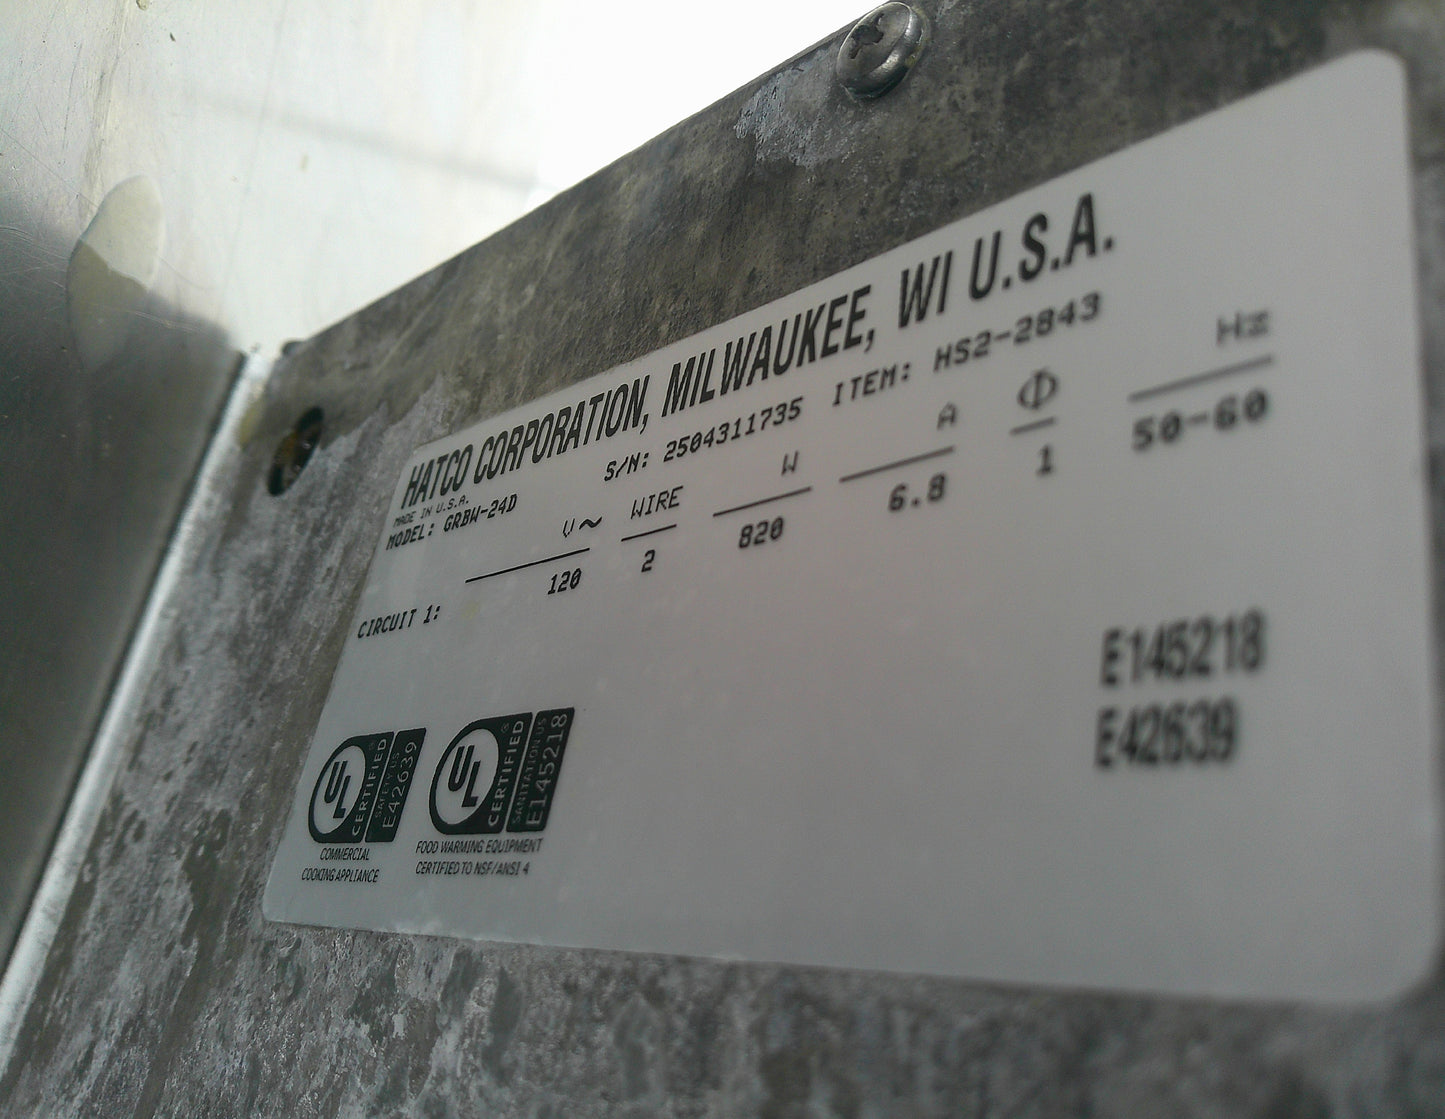 HATCO CORPORATION, MILWAUKEE, WI U.S.A.
MADE IN U.S.A.
MODEL: GRBW-24D S/N: 2504311735 ITEM: HS2-2843
V~ WIRE W A Φ Hz
CIRCUIT 1: 120 2 820 6.8 1 50-60
E145218
E42639
UL CERTIFIED® SAFETY US E42639
COMMERCIAL
COOKING APPLIANCE
UL CERTIFIED® SANITATION US E145218
FOOD WARMING EQUIPMENT
CERTIFIED TO NSF/ANSI 4